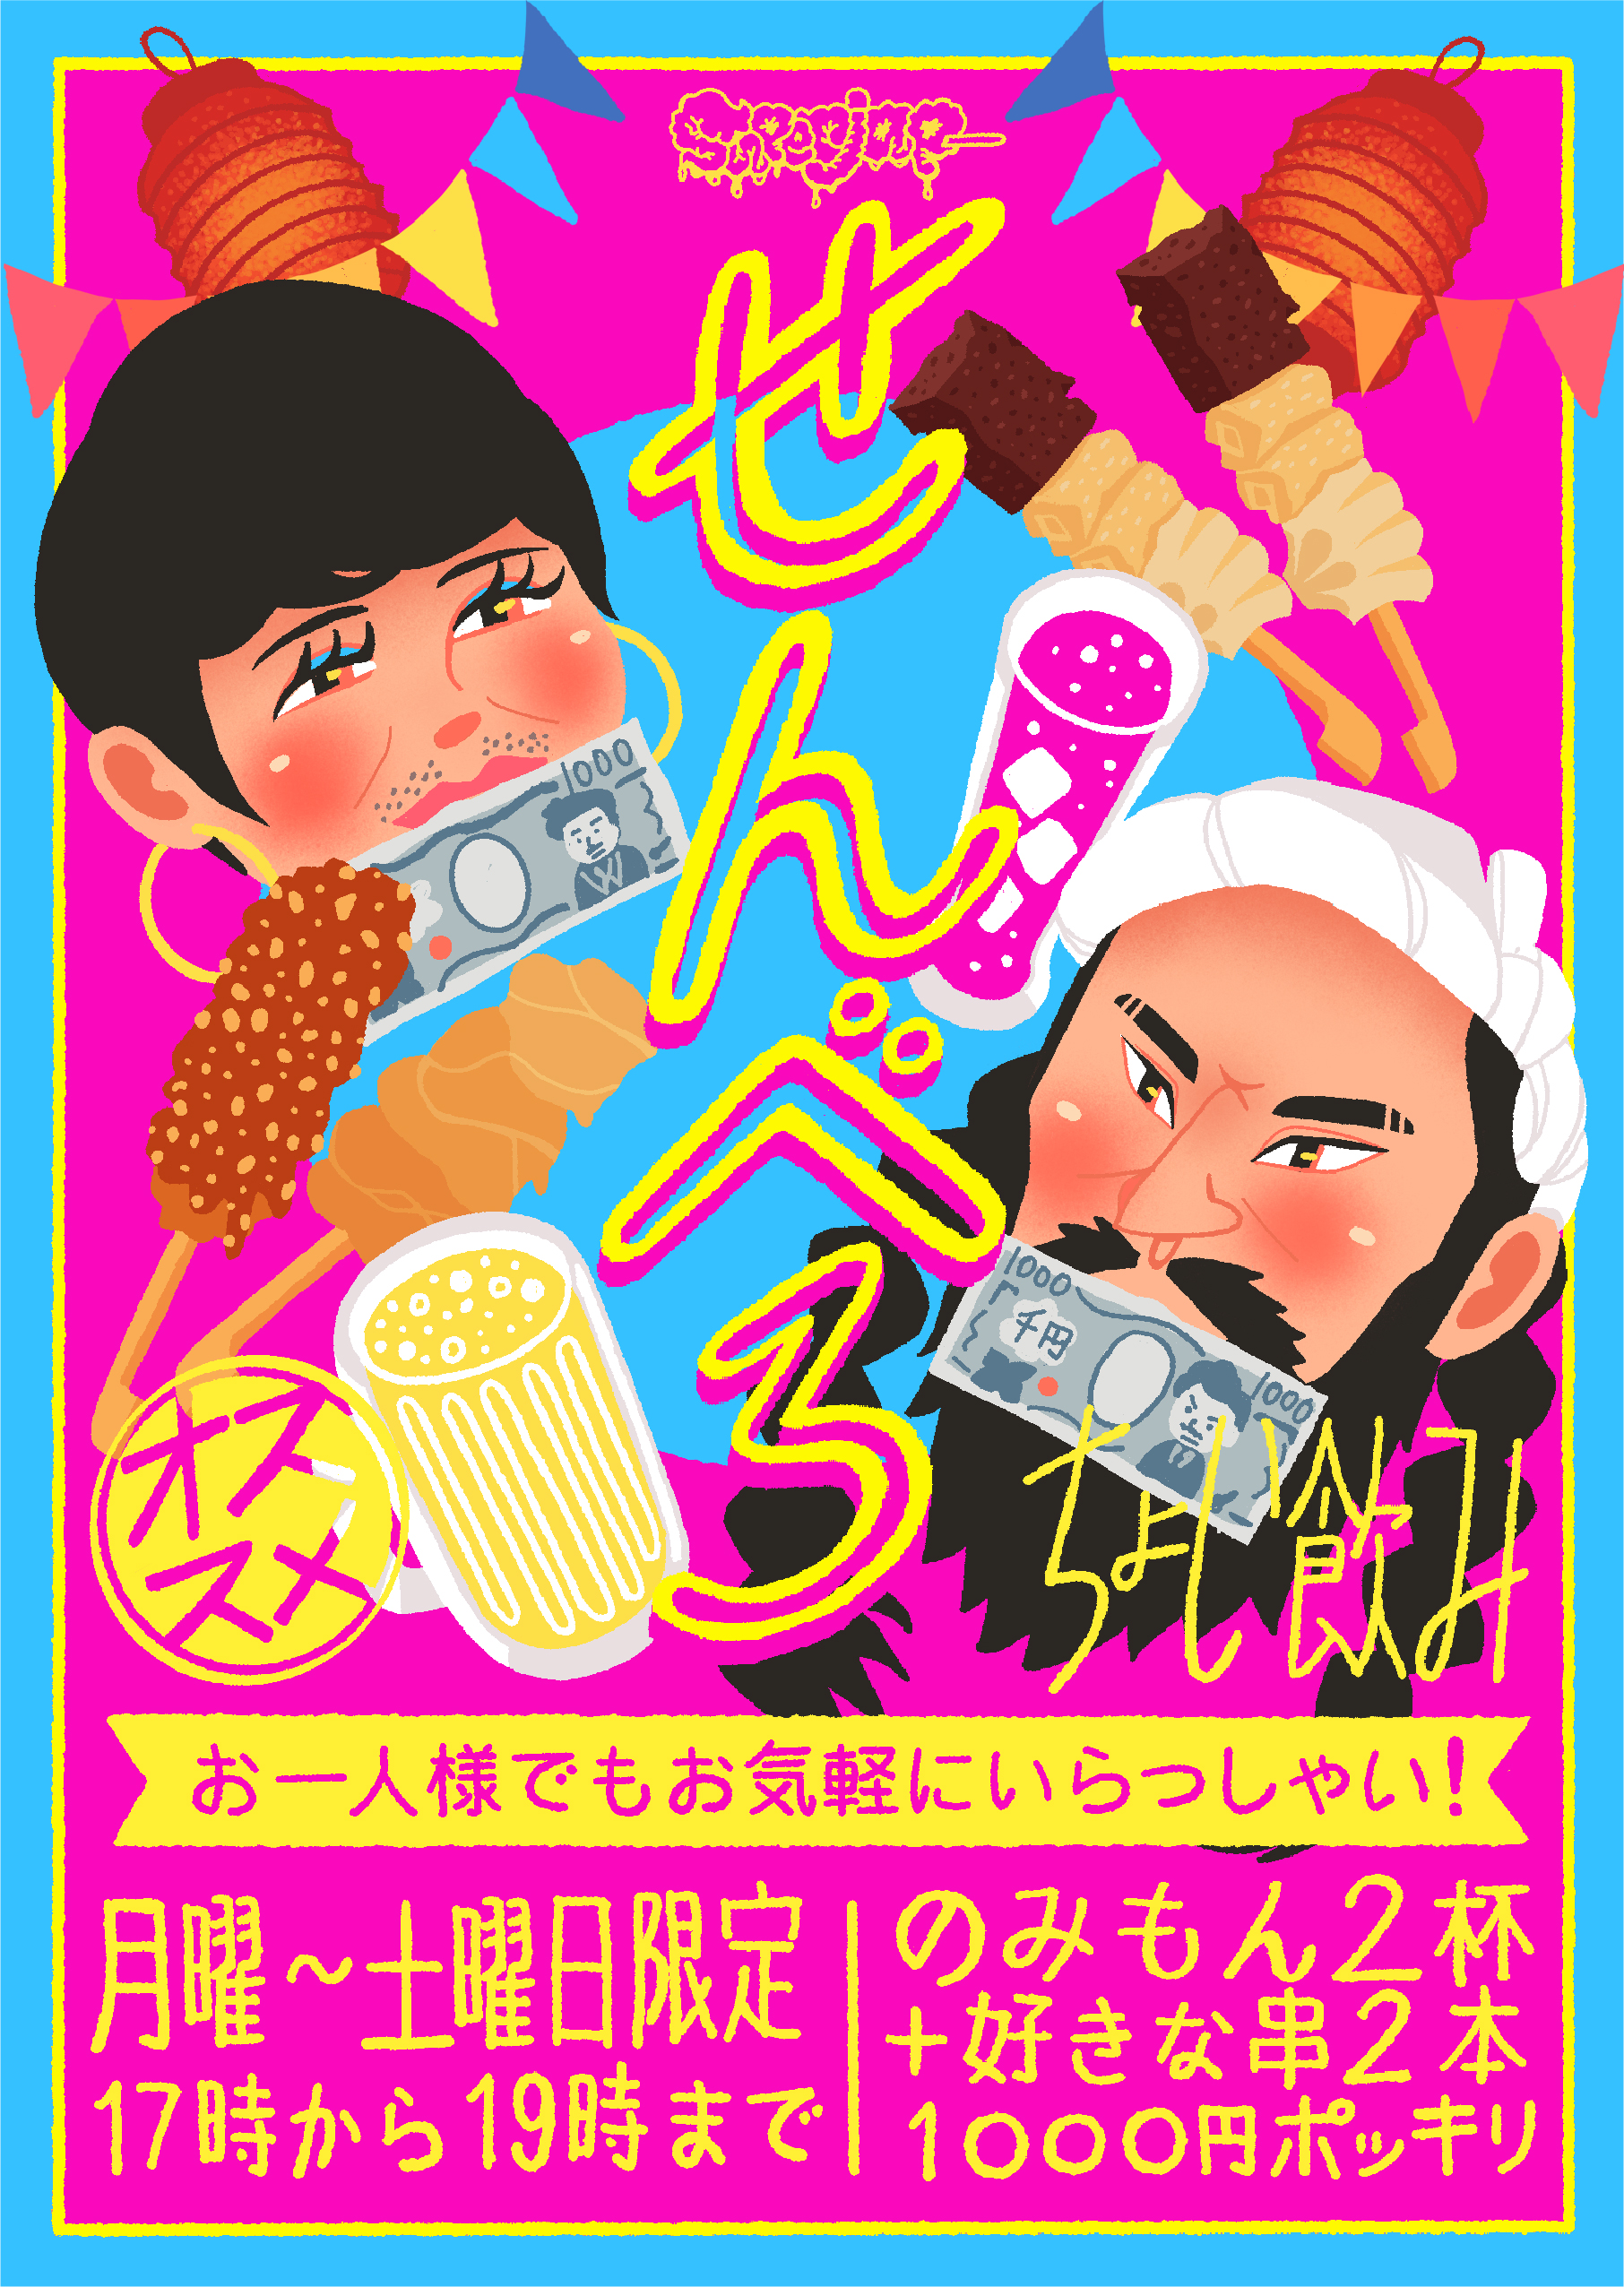 せんべろ
1000
1000
千円
1000
オス
スメ
ちょい飲み
お一人様でもお気軽にいらっしゃい!
月曜～土曜日限定
17時から19時まで
のみもん2杯
+好きな串2本
1000円ポッキリ